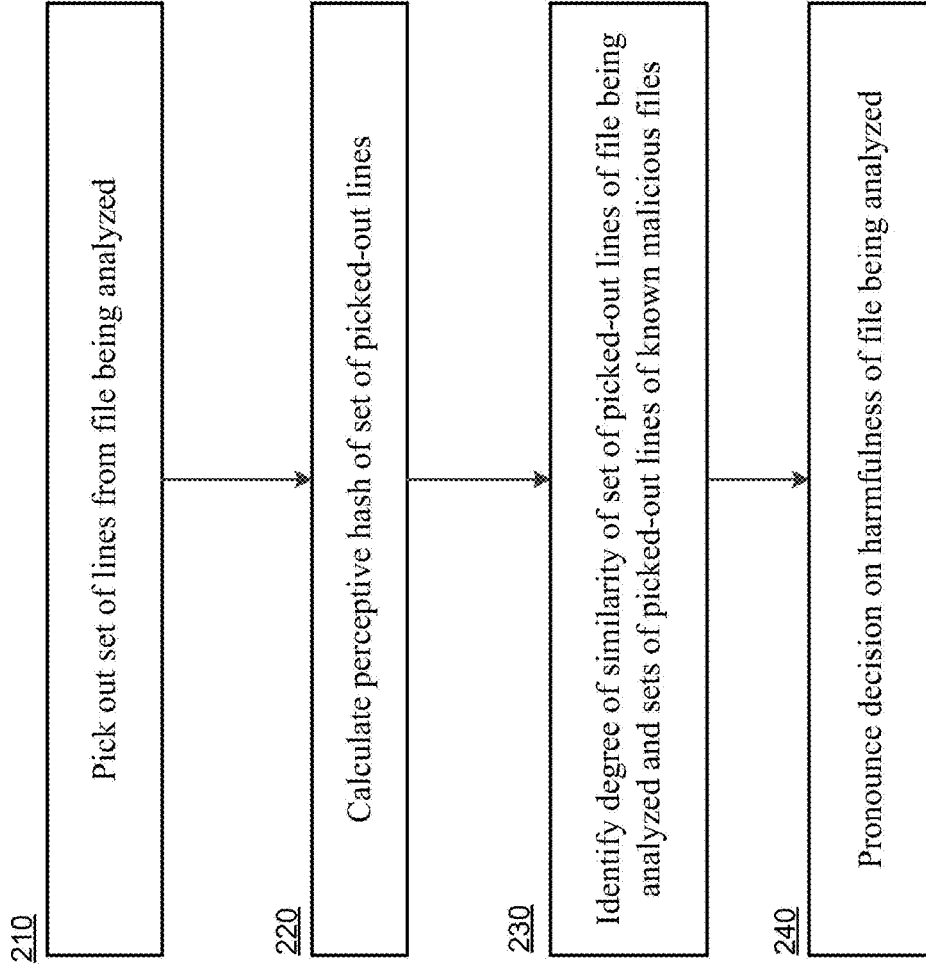 210
Pick out set of lines from file being analyzed
220
Calculate perceptive hash of set of picked-out lines
230
Identify degree of similarity of set of picked-out lines of file being
analyzed and sets of picked-out lines of known malicious files
240
Pronounce decision on harmfulness of file being analyzed